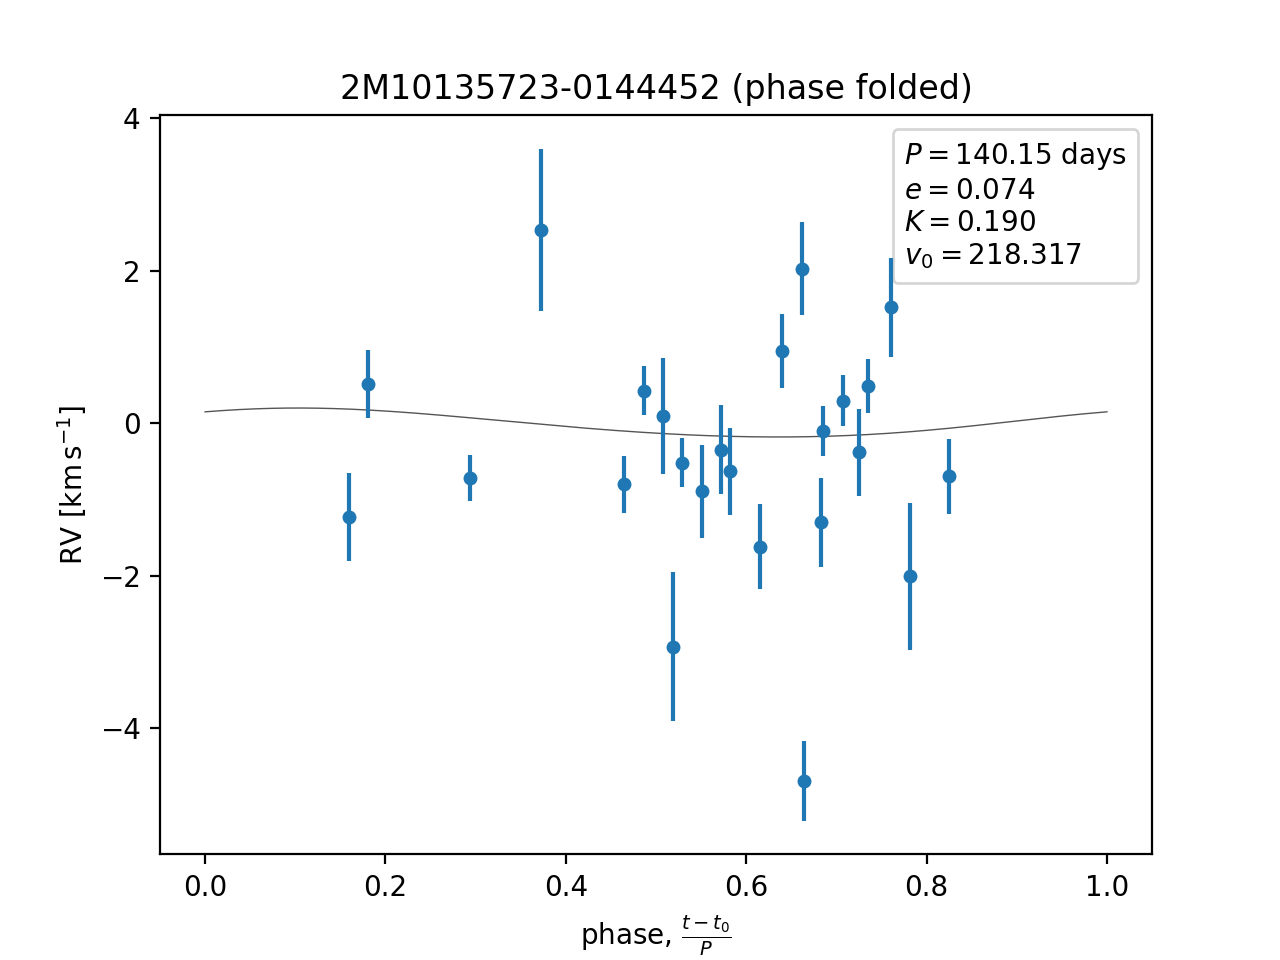 2M10135723-0144452 (phase folded)
P = 140.15 days
e = 0.074
K = 0.190
v₀ = 218.317
4
2
0
−2
−4
RV [km s⁻¹]
0.0 0.2 0.4 0.6 0.8 1.0
phase, (t − t₀)/P